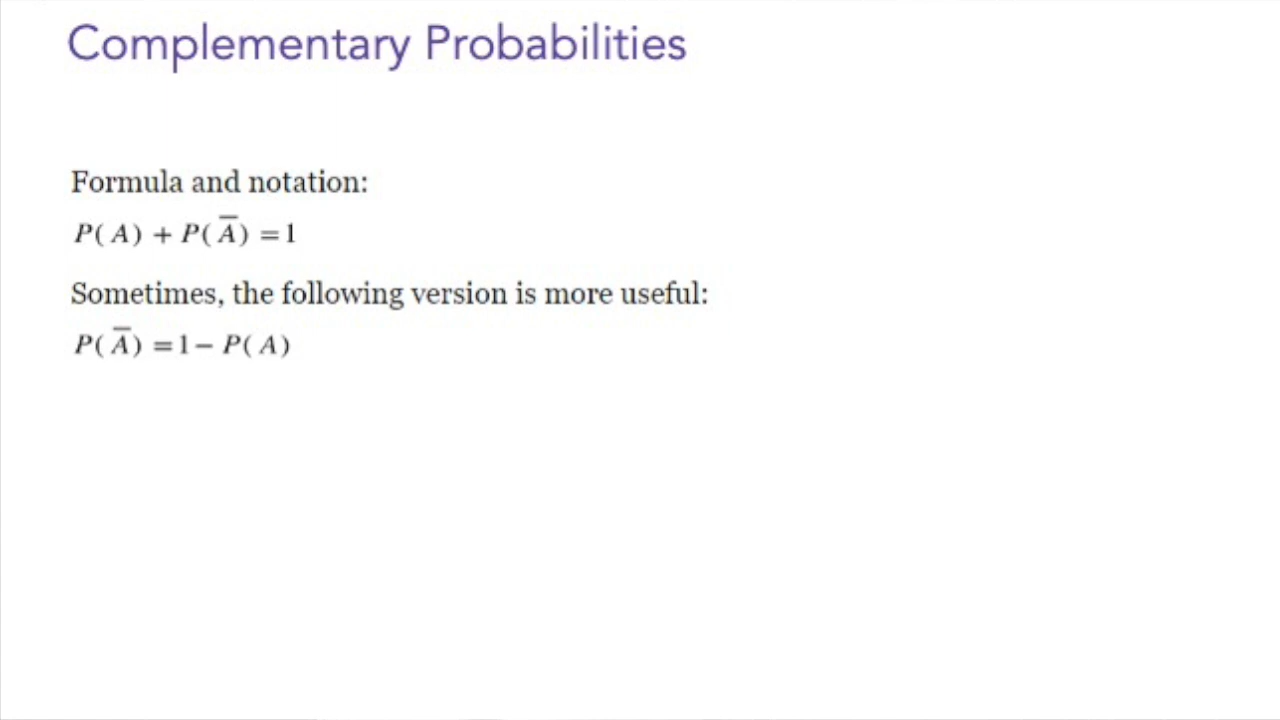 Complementary Probabilities
Formula and notation:
P(A) + P(A̅) = 1
Sometimes, the following version is more useful:
P(A̅) = 1 − P(A)